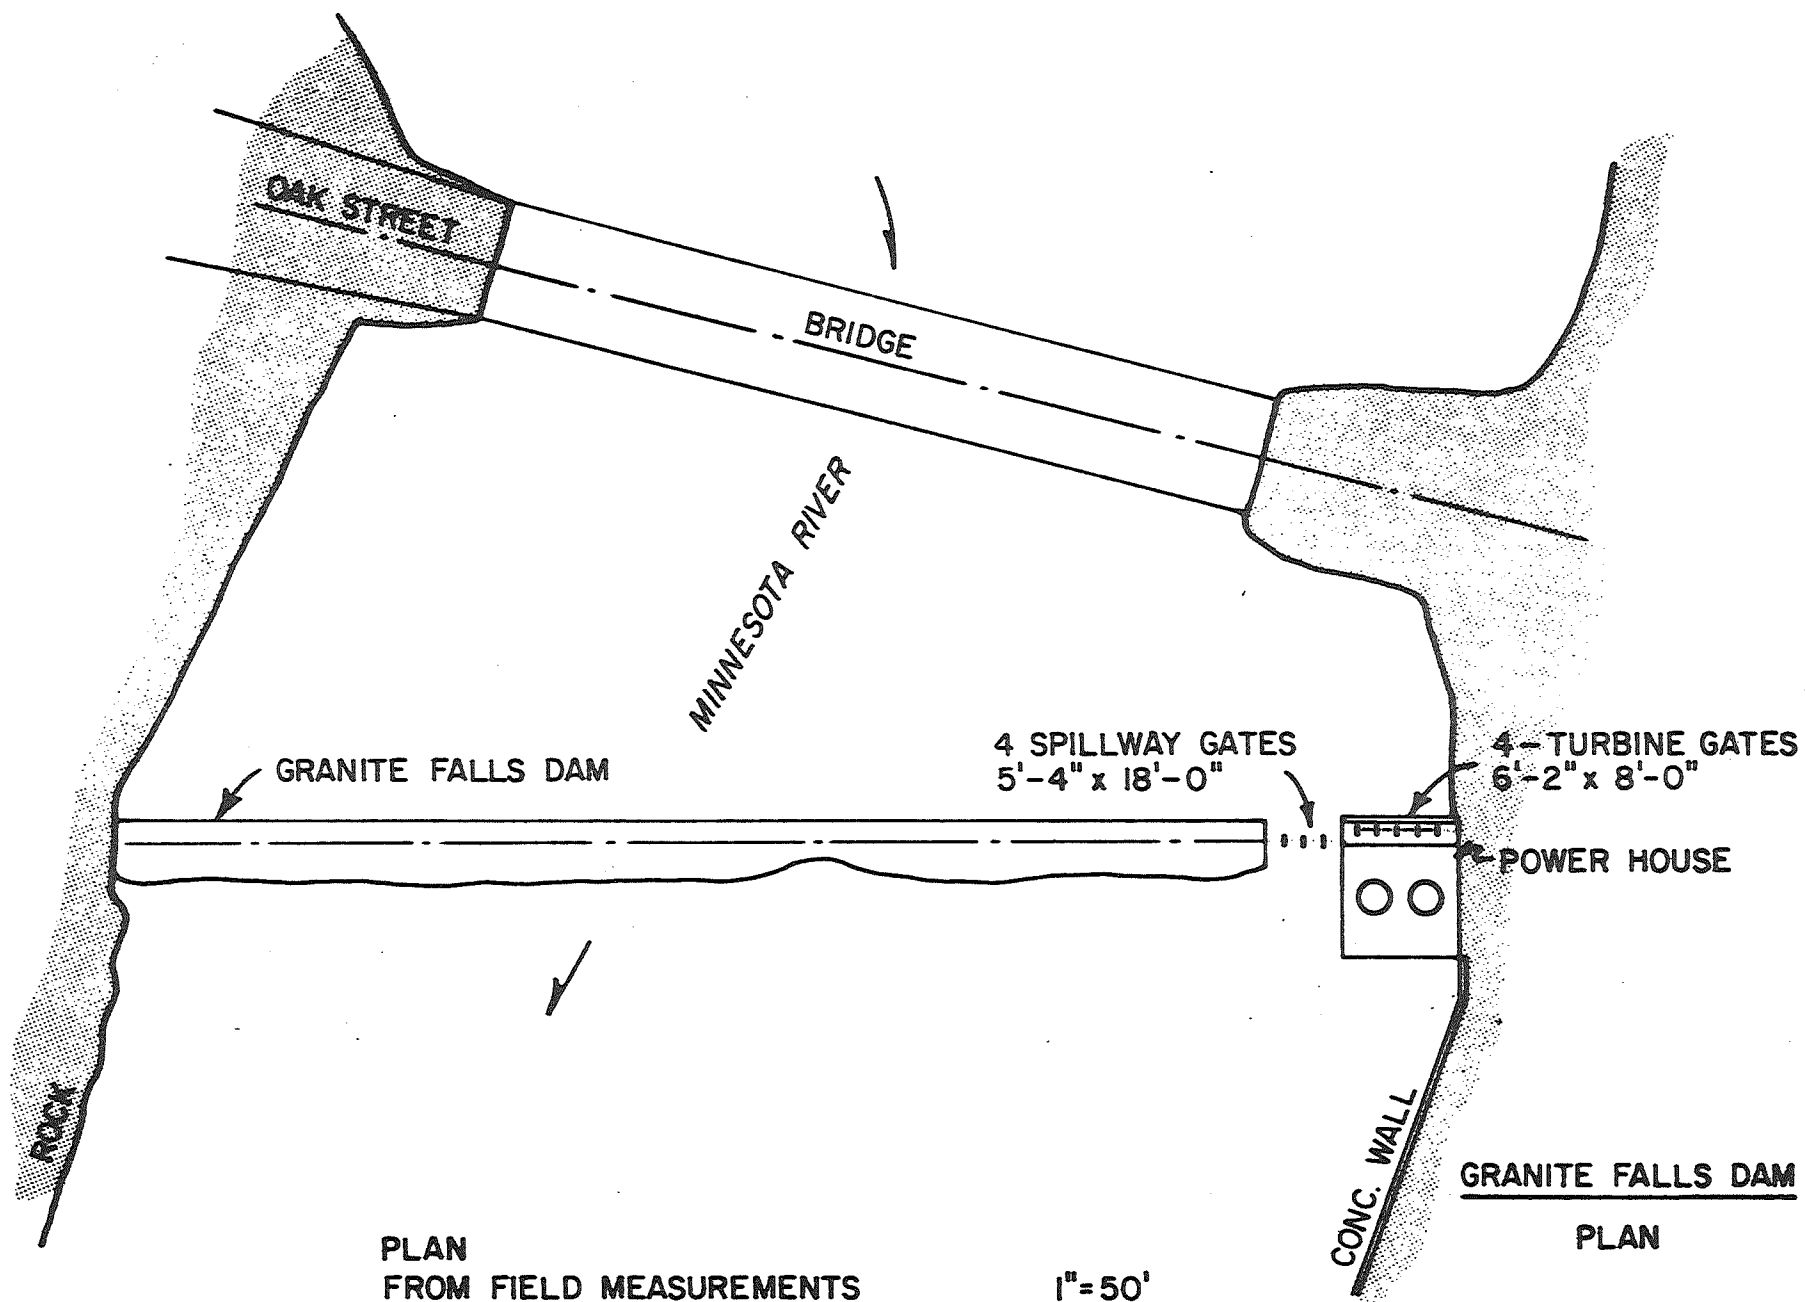 OAK STREET
BRIDGE
MINNESOTA RIVER
GRANITE FALLS DAM
4 SPILLWAY GATES
5'-4" x 18'-0"
4-TURBINE GATES
6'-2" x 8'-0"
POWER HOUSE
ROCK
CONC. WALL
GRANITE FALLS DAM
PLAN
PLAN
FROM FIELD MEASUREMENTS 1"=50'